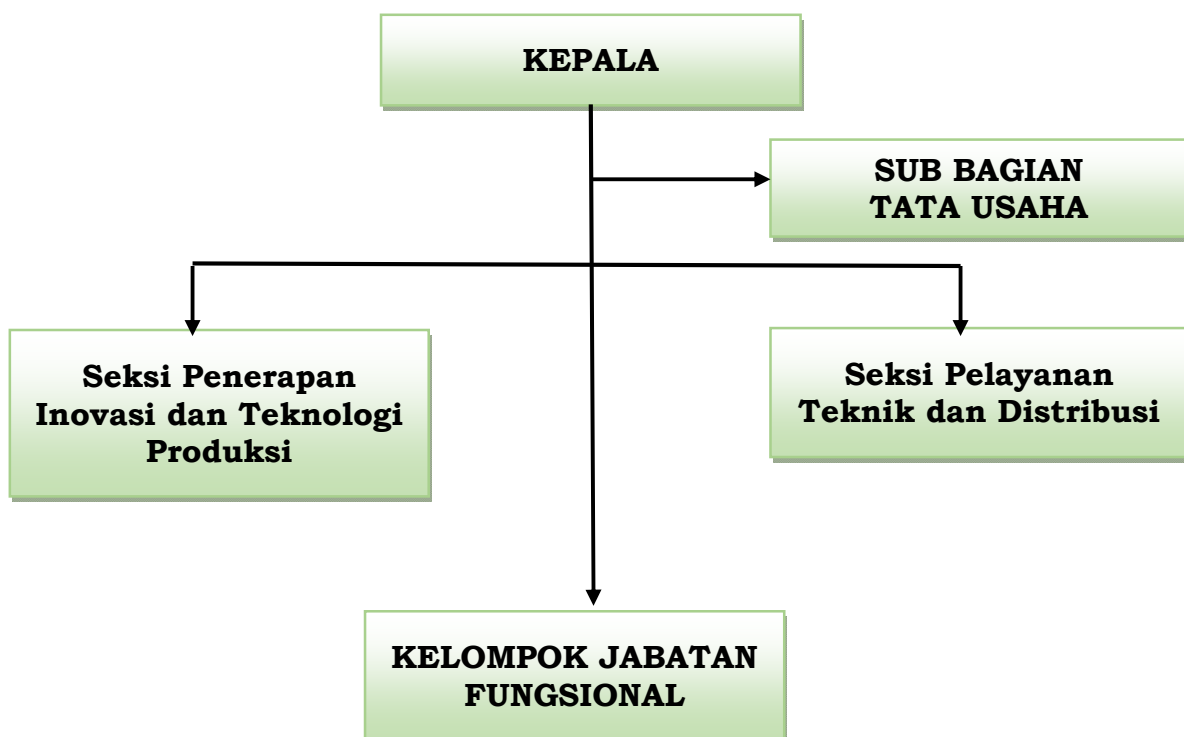 KEPALA
SUB BAGIAN
TATA USAHA
Seksi Penerapan
Inovasi dan Teknologi
Produksi
Seksi Pelayanan
Teknik dan Distribusi
KELOMPOK JABATAN
FUNGSIONAL